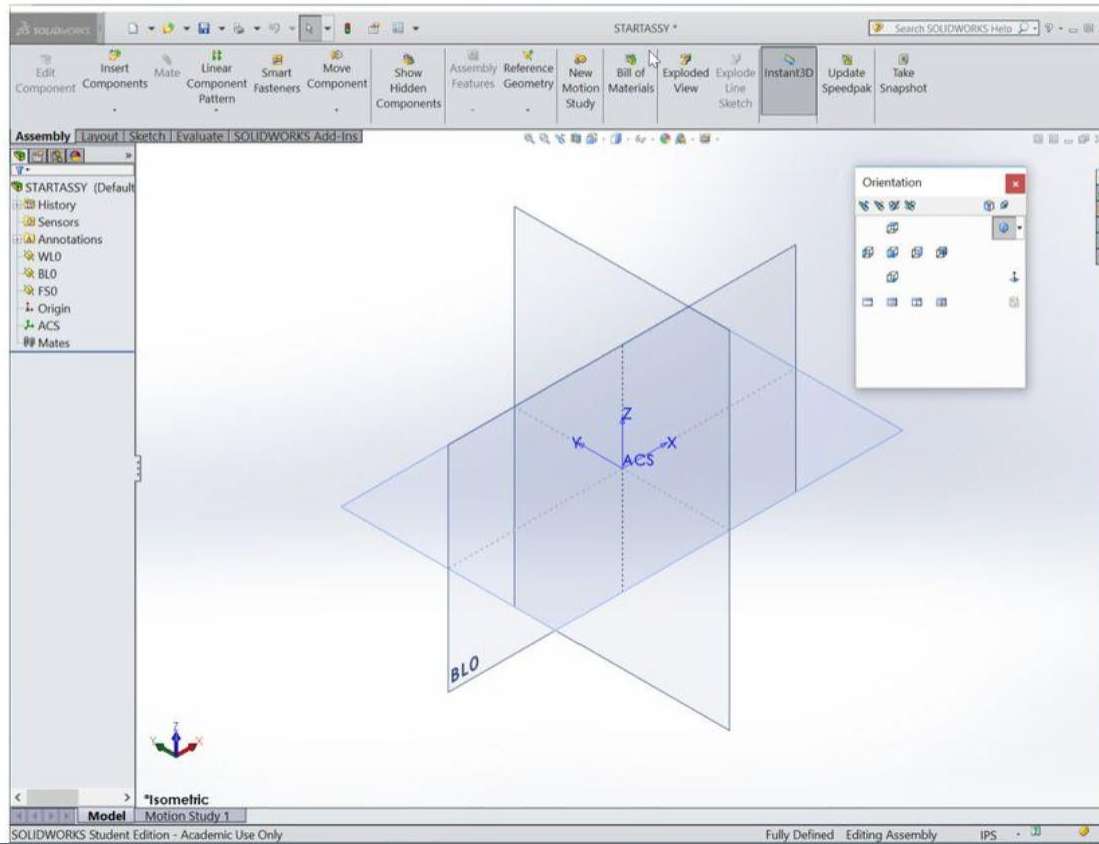 SOLIDWORKS
STARTASSY *
Search SOLIDWORKS Help
Edit Component
Insert Components
Mate
Linear Component Pattern
Smart Fasteners
Move Component
Show Hidden Components
Assembly Features
Reference Geometry
New Motion Study
Bill of Materials
Exploded View
Explode Line Sketch
Instant3D
Update Speedpak
Take Snapshot
Assembly Layout Sketch Evaluate SOLIDWORKS Add-Ins
STARTASSY (Default
History
Sensors
Annotations
WL0
BL0
FS0
Origin
ACS
Mates
Orientation
Z
Y
X
ACS
BL0
Z
Y
X
*Isometric
Model Motion Study 1
SOLIDWORKS Student Edition - Academic Use Only
Fully Defined Editing Assembly IPS